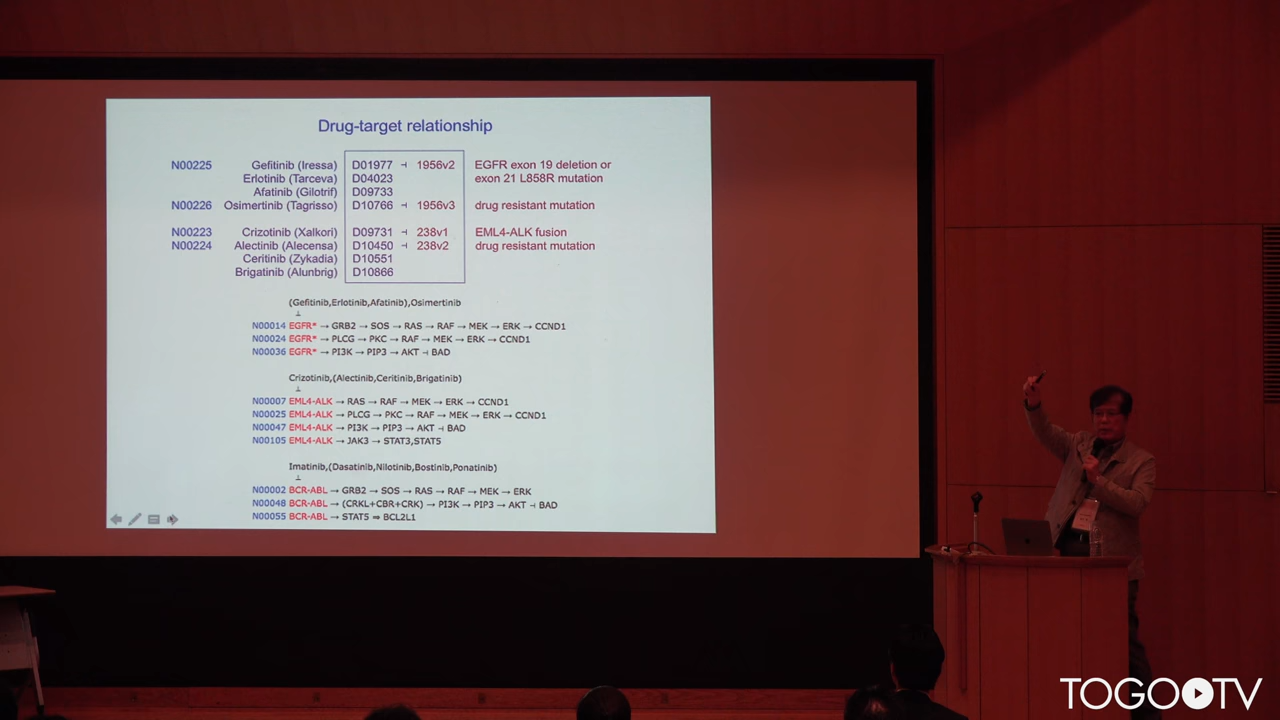 Drug-target relationship
N00225 Gefitinib (Iressa) D01977 ⊣ 1956v2 EGFR exon 19 deletion or
Erlotinib (Tarceva) D04023 exon 21 L858R mutation
Afatinib (Gilotrif) D09733
N00226 Osimertinib (Tagrisso) D10766 ⊣ 1956v3 drug resistant mutation
N00223 Crizotinib (Xalkori) D09731 ⊣ 238v1 EML4-ALK fusion
N00224 Alectinib (Alecensa) D10450 ⊣ 238v2 drug resistant mutation
Ceritinib (Zykadia) D10551
Brigatinib (Alunbrig) D10866
(Gefitinib,Erlotinib,Afatinib),Osimertinib
⊥
N00014 EGFR* → GRB2 → SOS → RAS → RAF → MEK → ERK → CCND1
N00024 EGFR* → PLCG → PKC → RAF → MEK → ERK → CCND1
N00036 EGFR* → PI3K → PIP3 → AKT ⊣ BAD
Crizotinib,(Alectinib,Ceritinib,Brigatinib)
⊥
N00007 EML4-ALK → RAS → RAF → MEK → ERK → CCND1
N00025 EML4-ALK → PLCG → PKC → RAF → MEK → ERK → CCND1
N00047 EML4-ALK → PI3K → PIP3 → AKT ⊣ BAD
N00105 EML4-ALK → JAK3 → STAT3,STAT5
Imatinib,(Dasatinib,Nilotinib,Bostinib,Ponatinib)
⊥
N00002 BCR-ABL → GRB2 → SOS → RAS → RAF → MEK → ERK
N00048 BCR-ABL → (CRKL+CBR+CRK) → PI3K → PIP3 → AKT ⊣ BAD
N00055 BCR-ABL → STAT5 ⇒ BCL2L1
TOGOTV